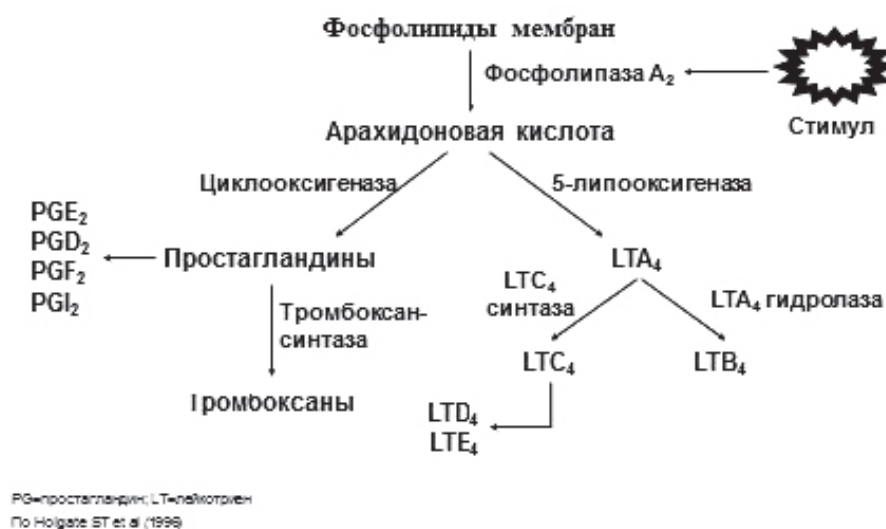 Фосфолипиды мембран
Фосфолипаза A₂
Стимул
Арахидоновая кислота
Циклооксигеназа
5-липооксигеназа
PGE₂
PGD₂
PGF₂
PGI₂
Простагландины
LTA₄
LTC₄
синтаза
LTA₄ гидролаза
Тромбоксан-
синтаза
LTC₄
LTB₄
Тромбоксаны
LTD₄
LTE₄
PG=простагландин; LT=лейкотриен
По Holgate ST et al (1996)